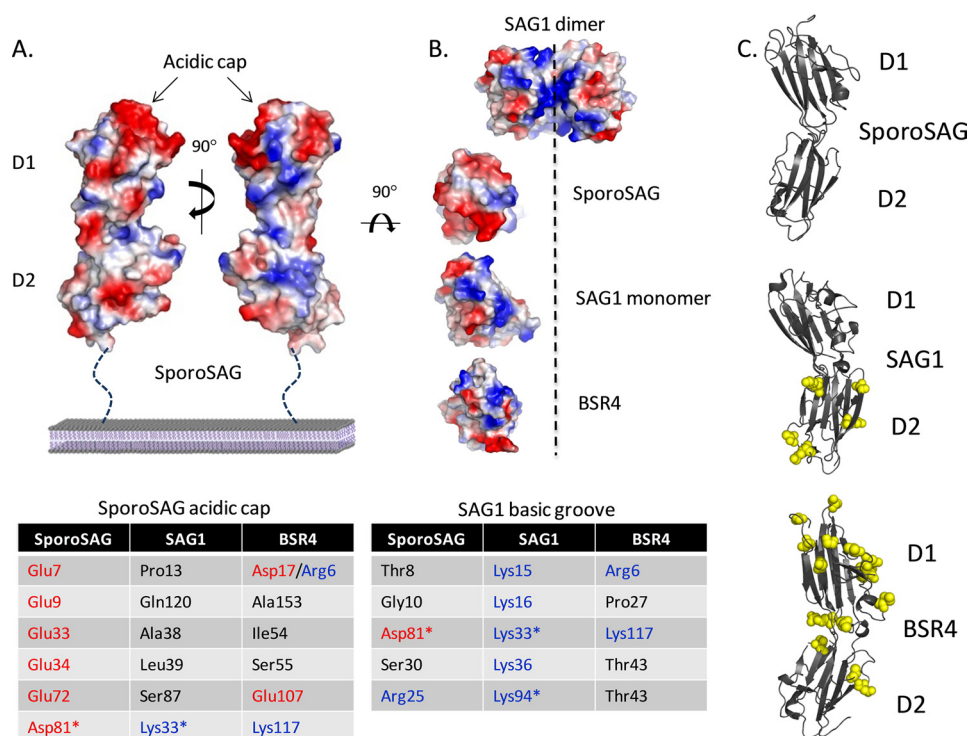 A.
Acidic cap
D1
90°
D2
SporoSAG
B.
SAG1 dimer
90°
SporoSAG
SAG1 monomer
BSR4
C.
D1
SporoSAG
D2
D1
SAG1
D2
D1
BSR4
D2
SporoSAG acidic cap
SporoSAG SAG1 BSR4
Glu7 Pro13 Asp17/Arg6
Glu9 Gln120 Ala153
Glu33 Ala38 Ile54
Glu34 Leu39 Ser55
Glu72 Ser87 Glu107
Asp81* Lys33* Lys117
SAG1 basic groove
SporoSAG SAG1 BSR4
Thr8 Lys15 Arg6
Gly10 Lys16 Pro27
Asp81* Lys33* Lys117
Ser30 Lys36 Thr43
Arg25 Lys94* Thr43